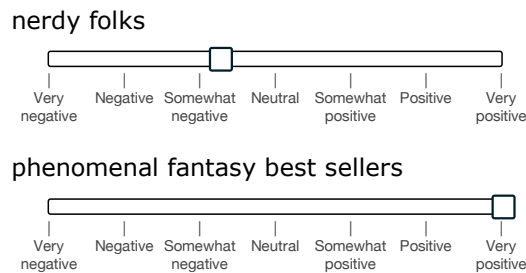 nerdy folks
Very negative Negative Somewhat negative Neutral Somewhat positive Positive Very positive
phenomenal fantasy best sellers
Very negative Negative Somewhat negative Neutral Somewhat positive Positive Very positive